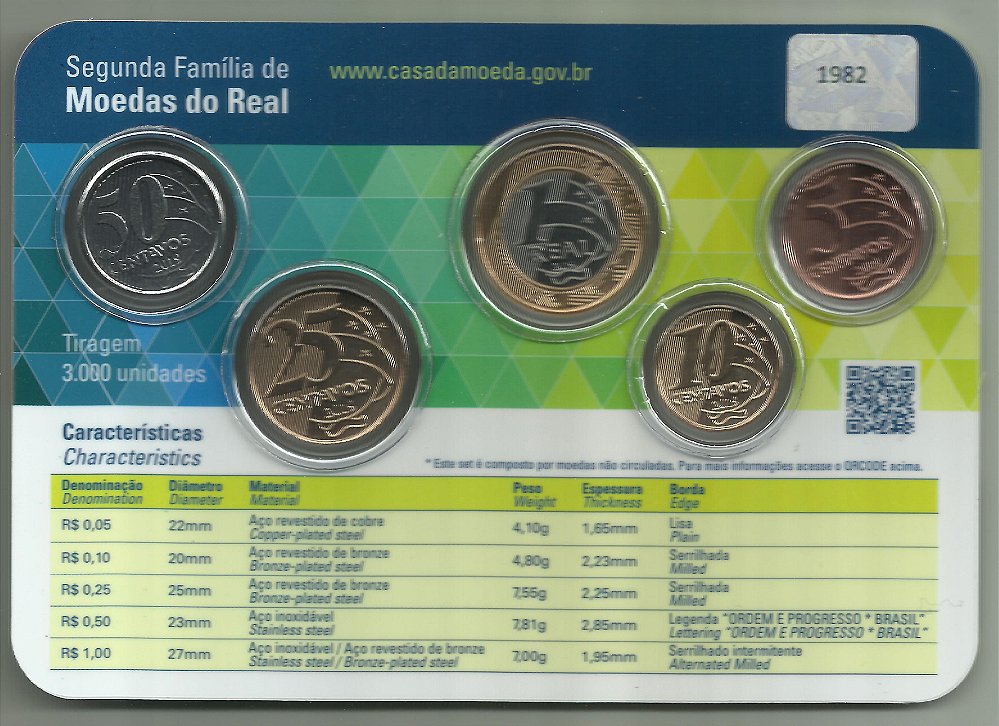 Segunda Família de
Moedas do Real
www.casadamoeda.gov.br
1982
50
CENTAVOS
1
REAL
5
CENTAVOS
25
CENTAVOS
10
CENTAVOS
Tiragem
3.000 unidades
Características
Characteristics
* Este set é composto por moedas não circuladas. Para mais informações acesse o QRCODE acima.
Denominação Diâmetro Material Peso Espessura Borda
Denomination Diameter Material Weight Thickness Edge
R$ 0,05 22mm Aço revestido de cobre 4,10g 1,65mm Lisa
Copper-plated steel Plain
R$ 0,10 20mm Aço revestido de bronze 4,80g 2,23mm Serrilhada
Bronze-plated steel Milled
R$ 0,25 25mm Aço revestido de bronze 7,55g 2,25mm Serrilhada
Bronze-plated steel Milled
R$ 0,50 23mm Aço inoxidável 7,81g 2,85mm Legenda "ORDEM E PROGRESSO * BRASIL"
Stainless steel Lettering "ORDEM E PROGRESSO * BRASIL"
R$ 1,00 27mm Aço inoxidável / Aço revestido de bronze 7,00g 1,95mm Serrilhado intermitente
Stainless steel / Bronze-plated steel Alternated Milled